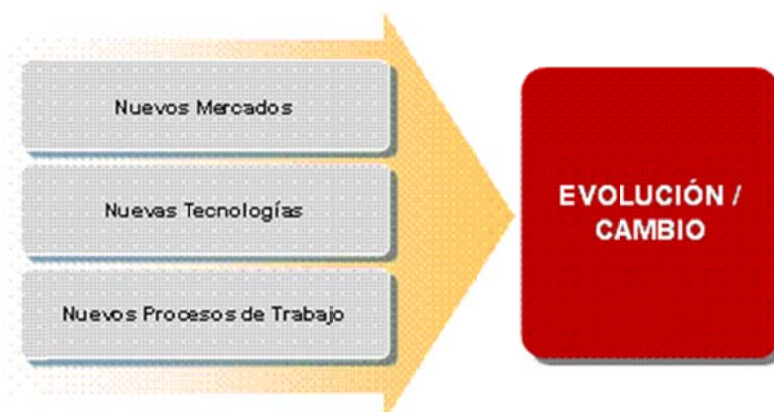 Nuevos Mercados
Nuevas Tecnologías
Nuevos Procesos de Trabajo
EVOLUCIÓN /
CAMBIO